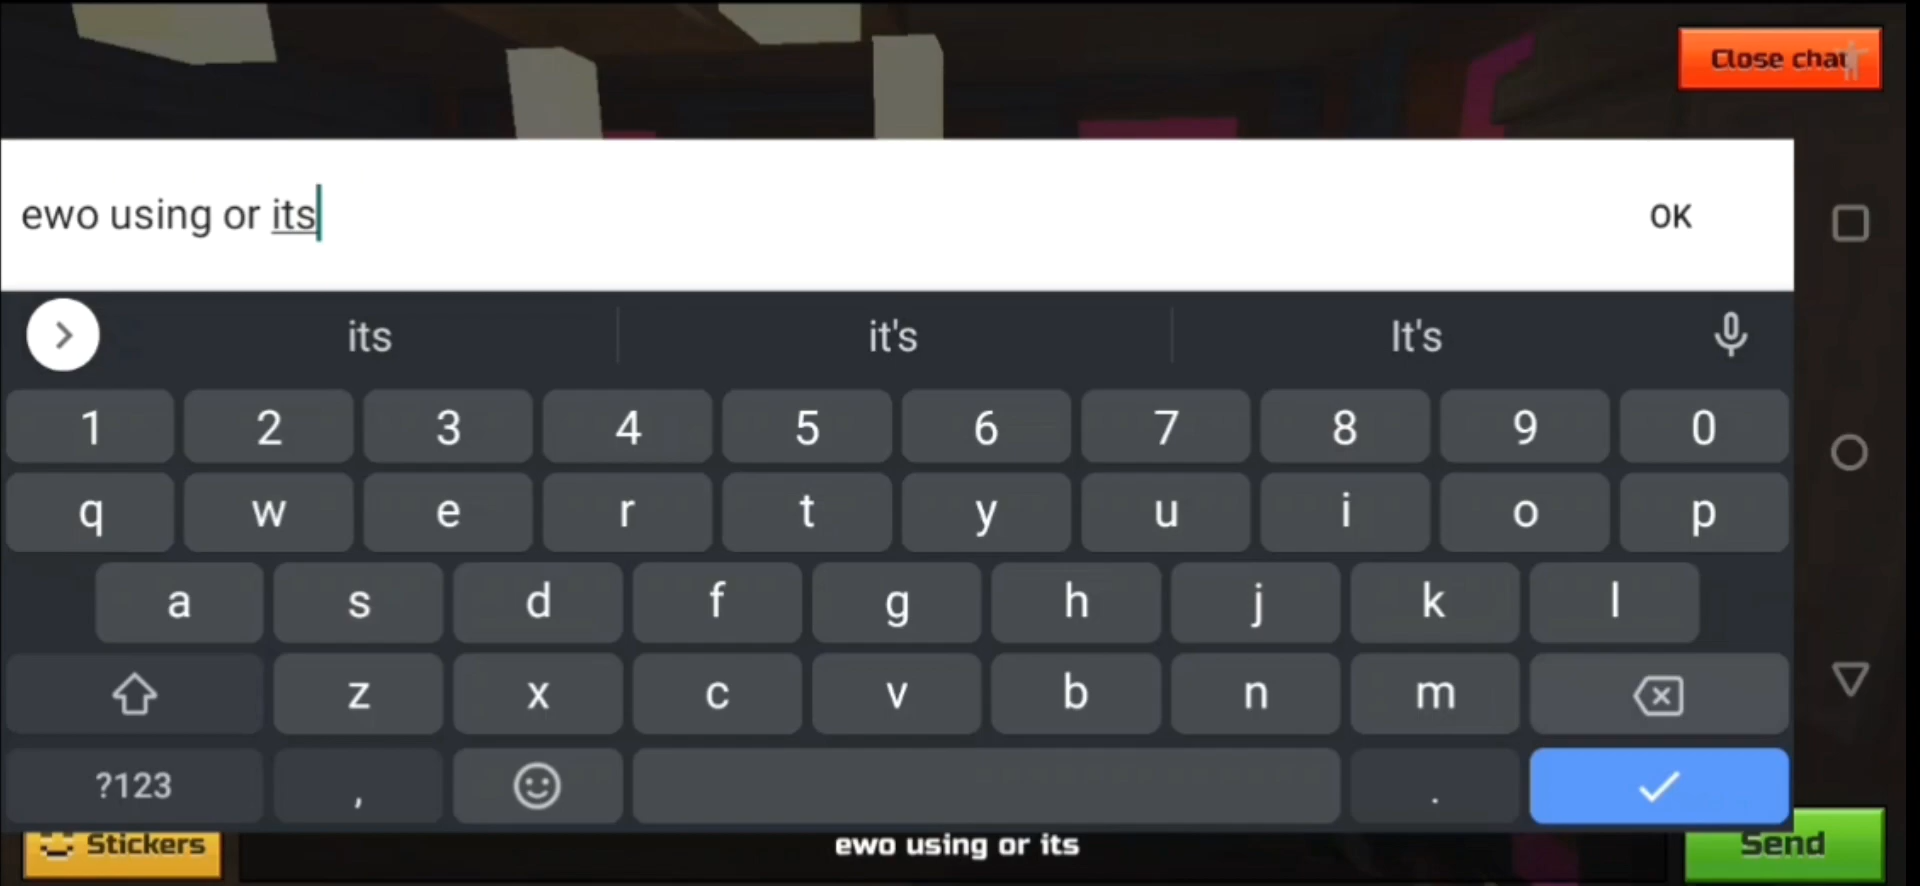 Close chat
ewo using or its
OK
its it's It's
1 2 3 4 5 6 7 8 9 0
q w e r t y u i o p
a s d f g h j k l
z x c v b n m
?123 , .
Stickers ewo using or its Send